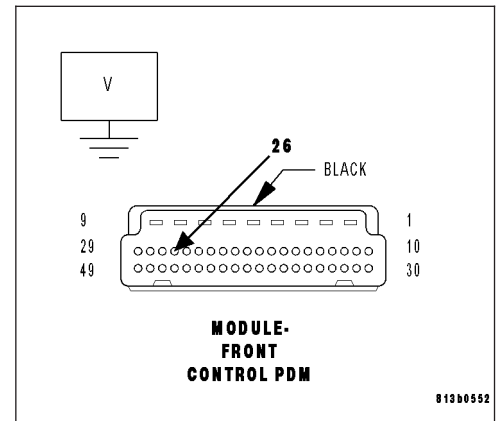 V
26
BLACK
9 1
29 10
49 30
MODULE-
FRONT
CONTROL PDM
813b0552